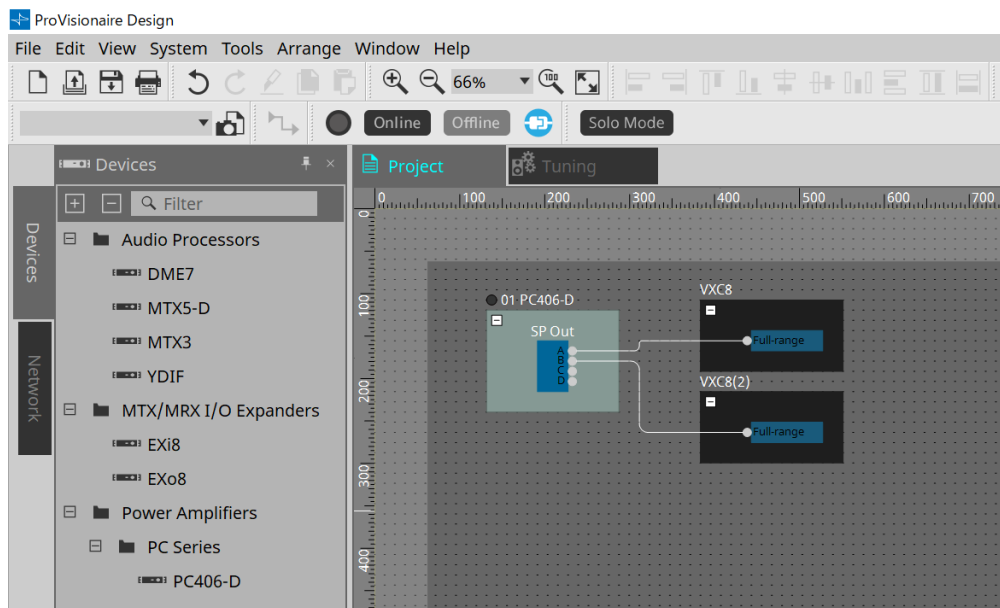 ProVisionaire Design
File Edit View System Tools Arrange Window Help
66% 100
Online Offline Solo Mode
Devices
Project
Tuning
Filter
Devices
Network
Audio Processors
DME7
MTX5-D
MTX3
YDIF
MTX/MRX I/O Expanders
EXi8
EXo8
Power Amplifiers
PC Series
PC406-D
0 100 200 300 400 500 600 700
0
100
200
300
400
01 PC406-D
SP Out
A
B
C
D
VXC8
Full-range
VXC8(2)
Full-range